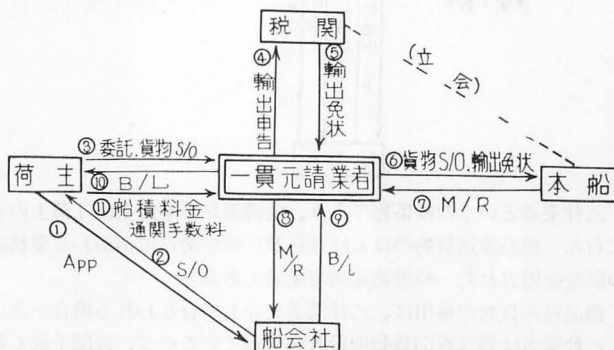 税関
④輸出申告
⑤輸出免状
(立会)
③委託.貨物S/O
荷主
⑩B/L
一貫元請業者
⑥貨物S/O.輸出免状
本船
⑪船積料金
通関手数料
⑦M/R
①APP
②S/O
⑧M/R
⑨B/L
船会社